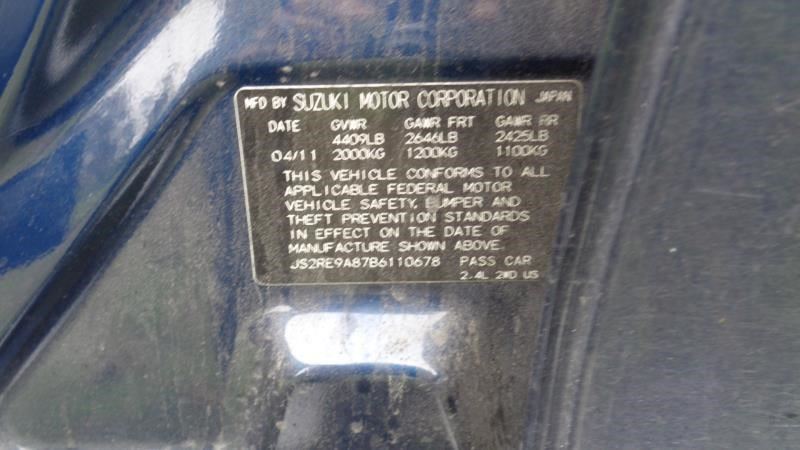 MFD BY SUZUKI MOTOR CORPORATION JAPAN
DATE GVWR GAWR FRT GAWR RR
4409LB 2646LB 2425LB
04/11 2000KG 1200KG 1100KG
THIS VEHICLE CONFORMS TO ALL
APPLICABLE FEDERAL MOTOR
VEHICLE SAFETY, BUMPER AND
THEFT PREVENTION STANDARDS
IN EFFECT ON THE DATE OF
MANUFACTURE SHOWN ABOVE.
JS2RE9A87B6110678 PASS CAR
2.4L 2WD US